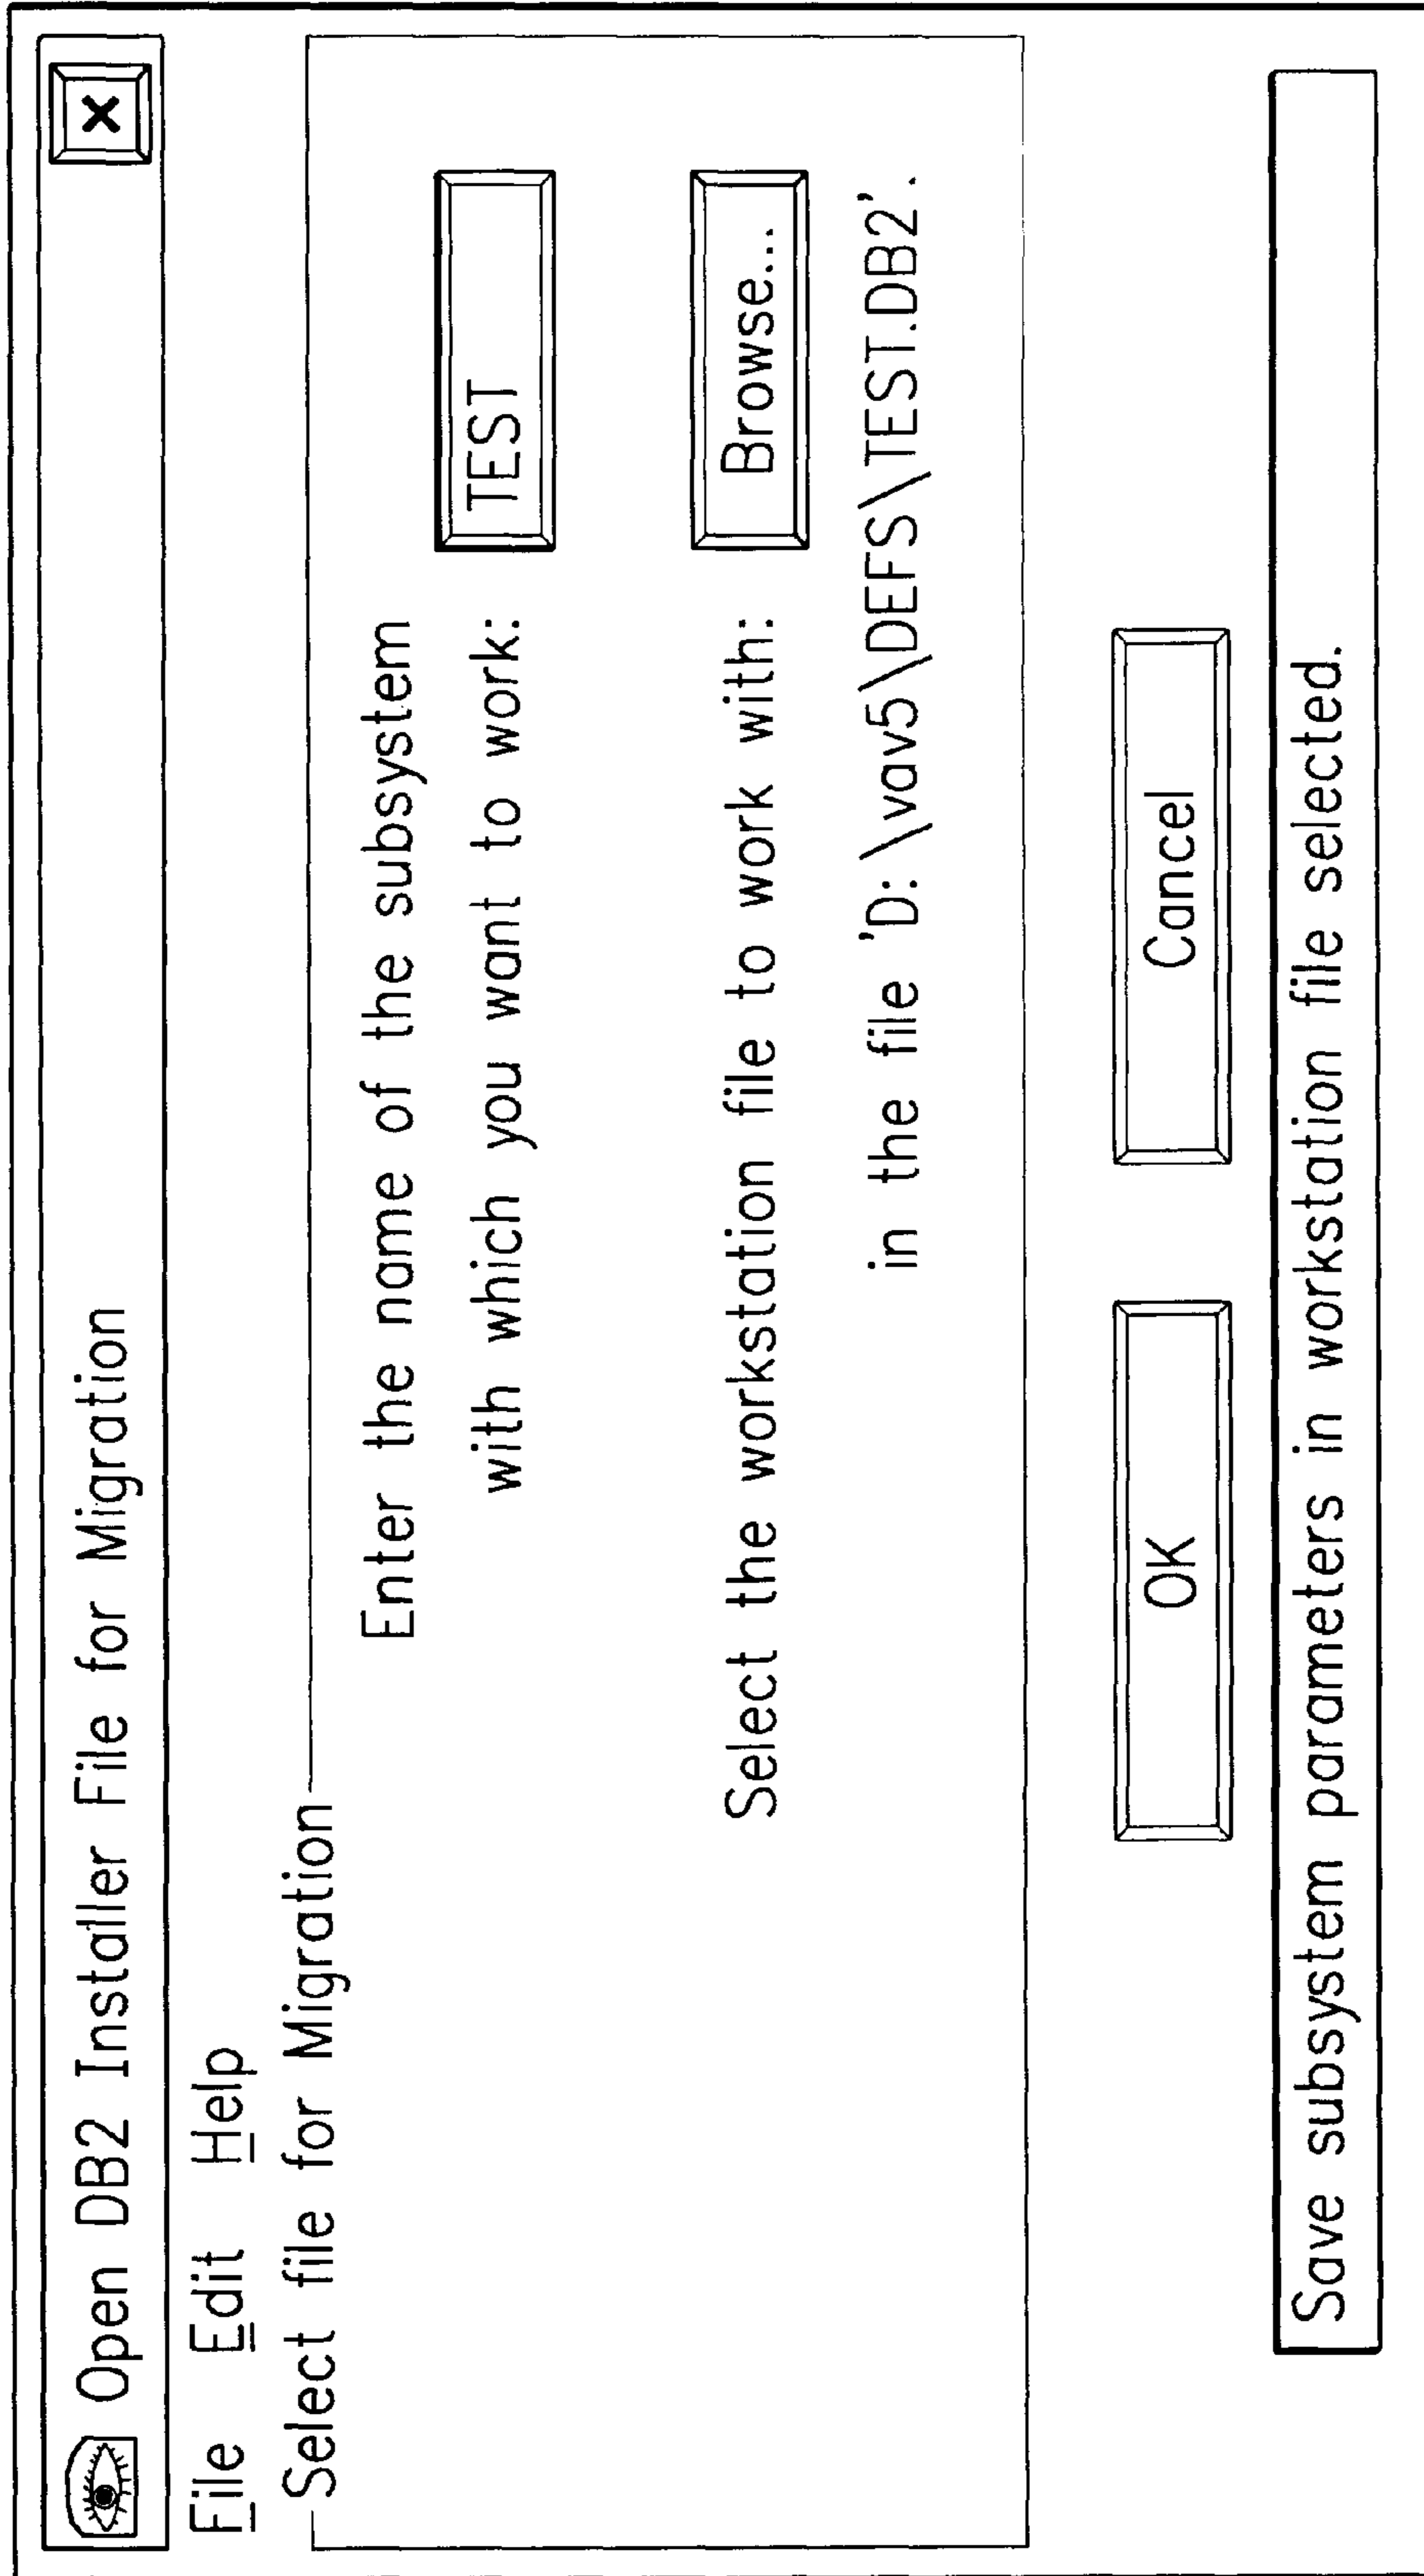 Open DB2 Installer File for Migration
File Edit Help
Select file for Migration
Enter the name of the subsystem
with which you want to work: TEST
Select the workstation file to work with: Browse...
in the file 'D:\vav5\DEFS\TEST.DB2'.
OK Cancel
Save subsystem parameters in workstation file selected.